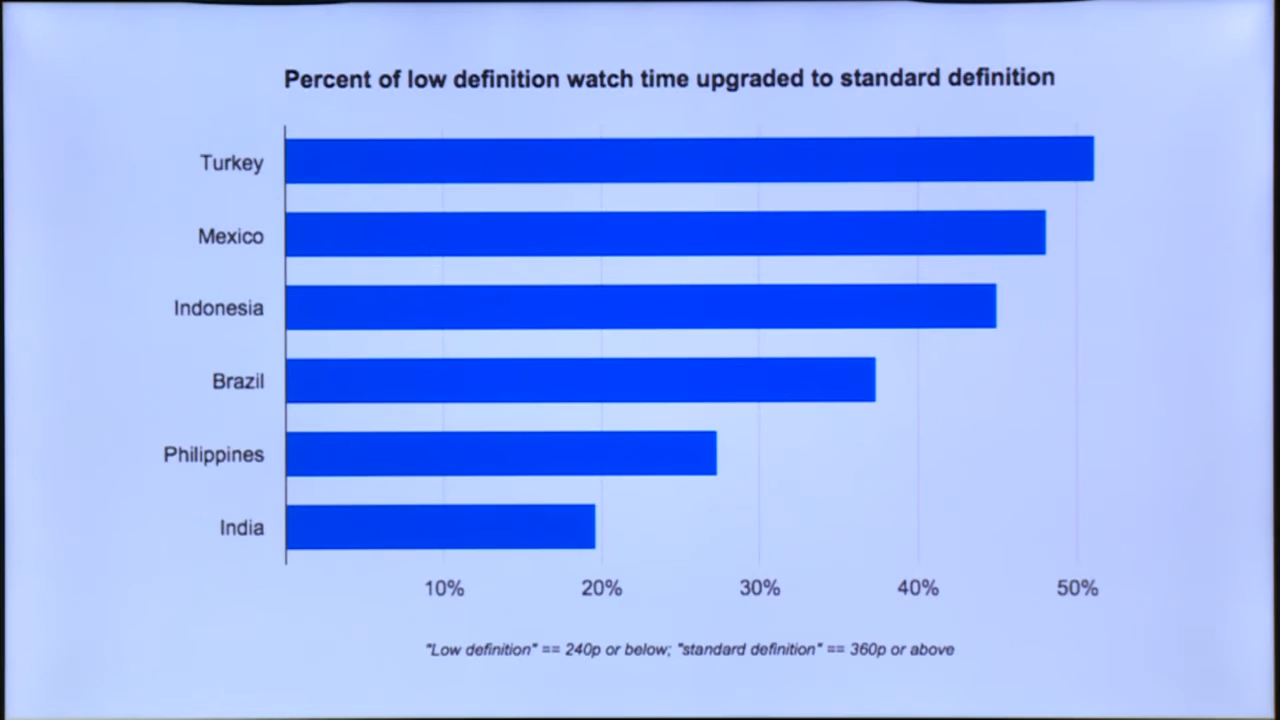 Percent of low definition watch time upgraded to standard definition
Turkey
Mexico
Indonesia
Brazil
Philippines
India
10% 20% 30% 40% 50%
"Low definition" == 240p or below; "standard definition" == 360p or above